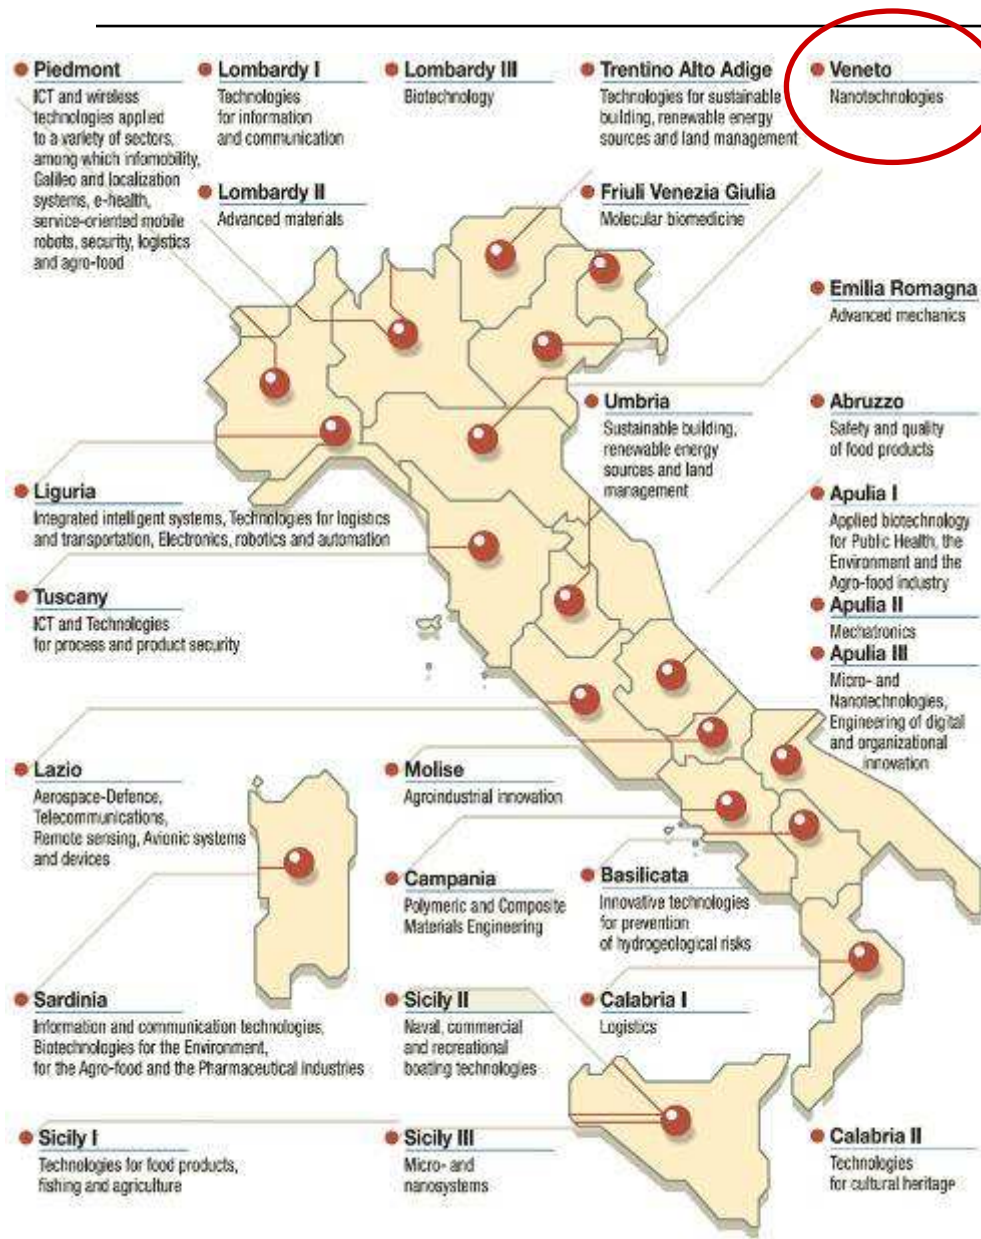 Piedmont
ICT and wireless
technologies applied
to a variety of sectors,
among which infomobility,
Galileo and localization
systems, e-health,
service-oriented mobile
robots, security, logistics
and agro-food
Lombardy I
Technologies
for information
and communication
Lombardy III
Biotechnology
Trentino Alto Adige
Technologies for sustainable
building, renewable energy
sources and land management
Veneto
Nanotechnologies
Lombardy II
Advanced materials
Friuli Venezia Giulia
Molecular biomedicine
Emilia Romagna
Advanced mechanics
Umbria
Sustainable building,
renewable energy
sources and land
management
Abruzzo
Safety and quality
of food products
Liguria
Integrated intelligent systems, Technologies for logistics
and transportation, Electronics, robotics and automation
Apulia I
Applied biotechnology
for Public Health, the
Environment and the
Agro-food industry
Tuscany
ICT and Technologies
for process and product security
Apulia II
Mechatronics
Apulia III
Micro- and
Nanotechnologies,
Engineering of digital
and organizational
innovation
Lazio
Aerospace-Defence,
Telecommunications,
Remote sensing, Avionic systems
and devices
Molise
Agroindustrial innovation
Campania
Polymeric and Composite
Materials Engineering
Basilicata
Innovative technologies
for prevention
of hydrogeological risks
Sardinia
Information and communication technologies,
Biotechnologies for the Environment,
for the Agro-food and the Pharmaceutical industries
Sicily II
Naval, commercial
and recreational
boating technologies
Calabria I
Logistics
Sicily I
Technologies for food products,
fishing and agriculture
Sicily III
Micro- and
nanosystems
Calabria II
Technologies
for cultural heritage